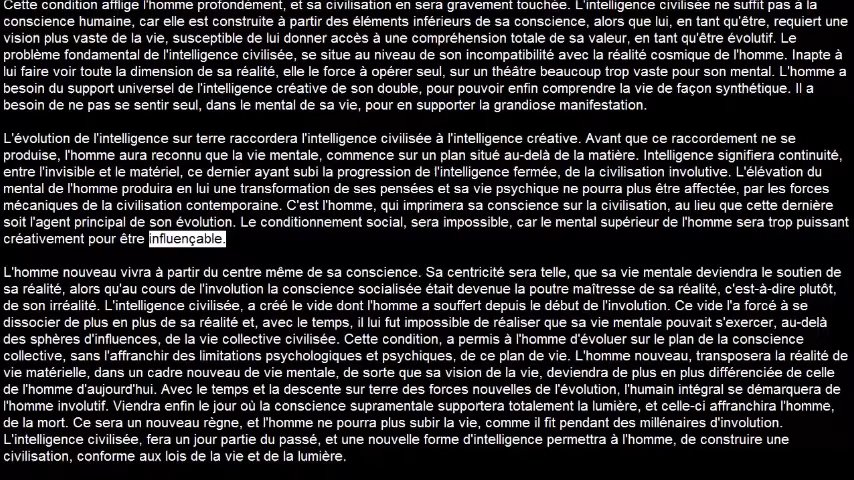 Cette condition afflige l'homme profondément, et sa civilisation en sera gravement touchée. L'intelligence civilisée ne suffit pas à la
conscience humaine, car elle est construite à partir des éléments inférieurs de sa conscience, alors que lui, en tant qu'être, requiert une
vision plus vaste de la vie, susceptible de lui donner accès à une compréhension totale de sa valeur, en tant qu'être évolutif. Le
problème fondamental de l'intelligence civilisée, se situe au niveau de son incompatibilité avec la réalité cosmique de l'homme. Inapte à
lui faire voir toute la dimension de sa réalité, elle le force à opérer seul, sur un théâtre beaucoup trop vaste pour son mental. L'homme a
besoin du support universel de l'intelligence créative de son double, pour pouvoir enfin comprendre la vie de façon synthétique. Il a
besoin de ne pas se sentir seul, dans le mental de sa vie, pour en supporter la grandiose manifestation.
L'évolution de l'intelligence sur terre raccordera l'intelligence civilisée à l'intelligence créative. Avant que ce raccordement ne se
produise, l'homme aura reconnu que la vie mentale, commence sur un plan situé au-delà de la matière. Intelligence signifiera continuité,
entre l'invisible et le matériel, ce dernier ayant subi la progression de l'intelligence fermée, de la civilisation involutive. L'élévation du
mental de l'homme produira en lui une transformation de ses pensées et sa vie psychique ne pourra plus être affectée, par les forces
mécaniques de la civilisation contemporaine. C'est l'homme, qui imprimera sa conscience sur la civilisation, au lieu que cette dernière
soit l'agent principal de son évolution. Le conditionnement social, sera impossible, car le mental supérieur de l'homme sera trop puissant
créativement pour être influençable.
L'homme nouveau vivra à partir du centre même de sa conscience. Sa centricité sera telle, que sa vie mentale deviendra le soutien de
sa réalité, alors qu'au cours de l'involution la conscience socialisée était devenue la poutre maîtresse de sa réalité, c'est-à-dire plutôt,
de son irréalité. L'intelligence civilisée, a créé le vide dont l'homme a souffert depuis le début de l'involution. Ce vide l'a forcé à se
dissocier de plus en plus de sa réalité et, avec le temps, il lui fut impossible de réaliser que sa vie mentale pouvait s'exercer, au-delà
des sphères d'influences, de la vie collective civilisée. Cette condition, a permis à l'homme d'évoluer sur le plan de la conscience
collective, sans l'affranchir des limitations psychologiques et psychiques, de ce plan de vie. L'homme nouveau, transposera la réalité de
vie matérielle, dans un cadre nouveau de vie mentale, de sorte que sa vision de la vie, deviendra de plus en plus différenciée de celle
de l'homme d'aujourd'hui. Avec le temps et la descente sur terre des forces nouvelles de l'évolution, l'humain intégral se démarquera de
l'homme involutif. Viendra enfin le jour où la conscience supramentale supportera totalement la lumière, et celle-ci affranchira l'homme,
de la mort. Ce sera un nouveau règne, et l'homme ne pourra plus subir la vie, comme il fit pendant des millénaires d'involution.
L'intelligence civilisée, fera un jour partie du passé, et une nouvelle forme d'intelligence permettra à l'homme, de construire une
civilisation, conforme aux lois de la vie et de la lumière.